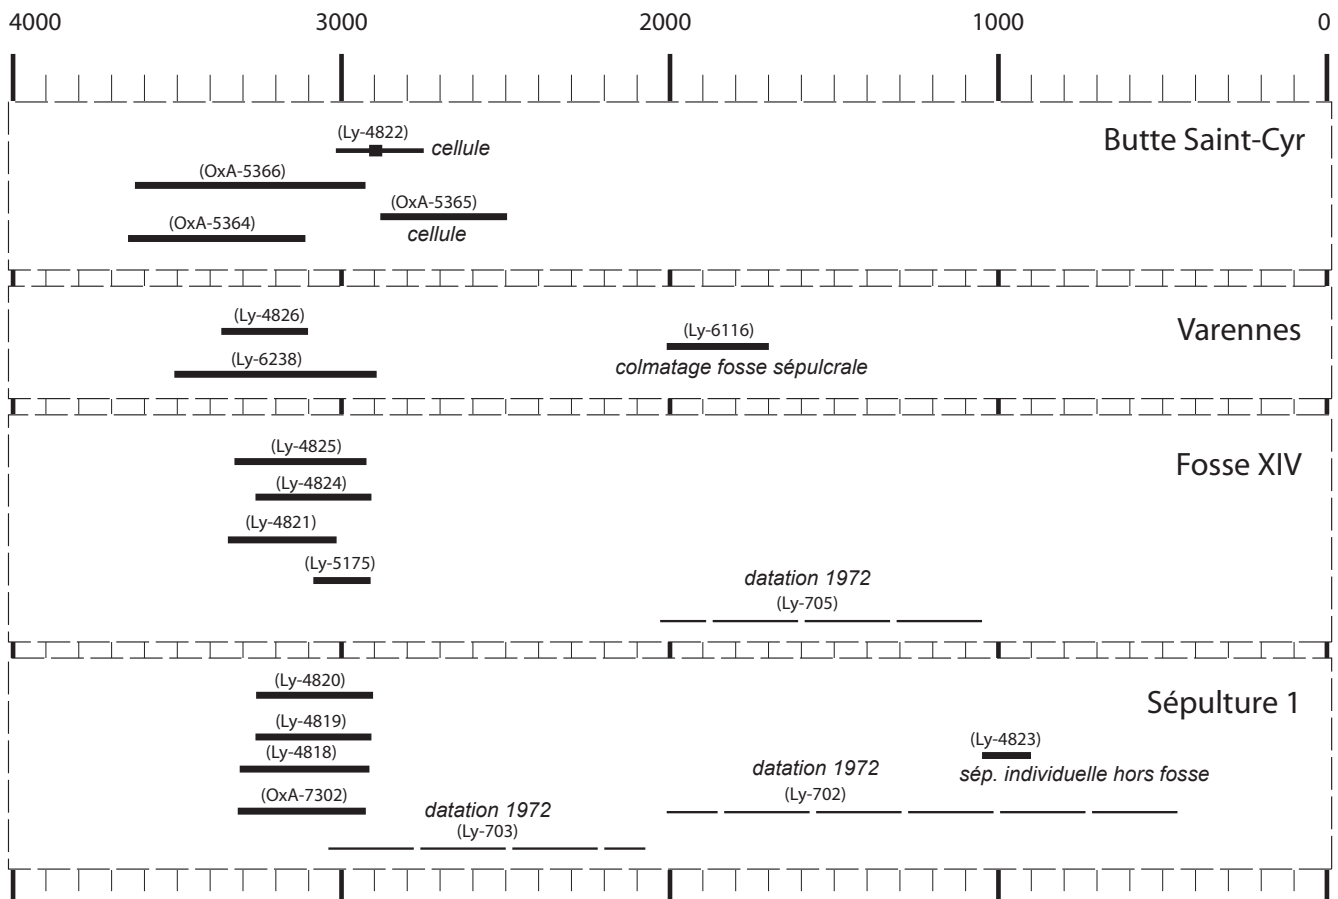 4000 3000 2000 1000 0
Butte Saint-Cyr
(Ly-4822)
cellule
(OxA-5366)
(OxA-5365)
cellule
(OxA-5364)
Varennes
(Ly-4826)
(Ly-6116)
colmatage fosse sépulcrale
(Ly-6238)
Fosse XIV
(Ly-4825)
(Ly-4824)
(Ly-4821)
(Ly-5175)
datation 1972
(Ly-705)
Sépulture 1
(Ly-4820)
(Ly-4819)
(Ly-4818)
(OxA-7302)
(Ly-4823)
sép. individuelle hors fosse
datation 1972
(Ly-702)
datation 1972
(Ly-703)